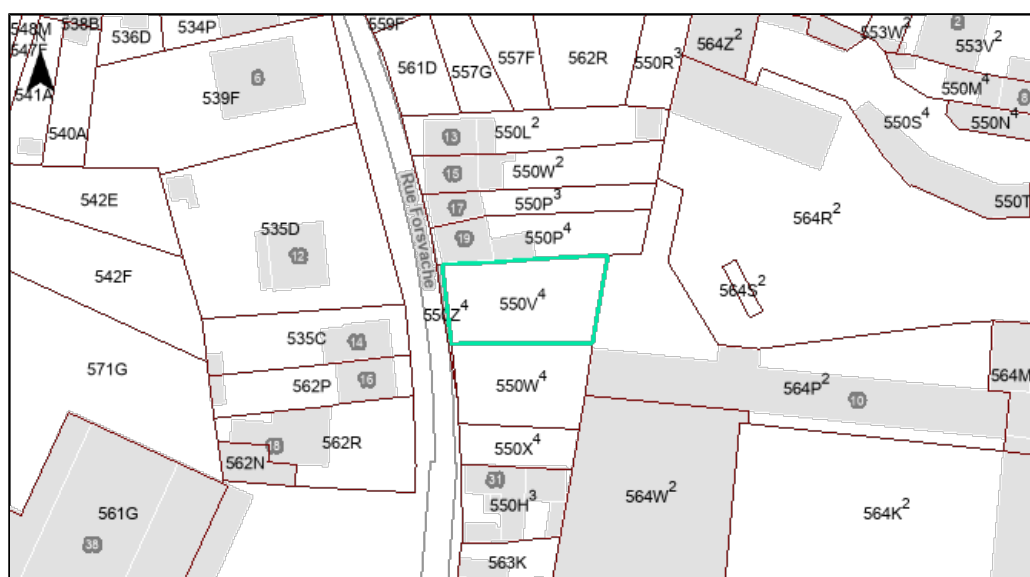 548M
538B
536D
534P
559F
N
547F
541A
540A
539F
6
561D
557G
557F
562R
550R³
564Z²
553W²
2
553V²
550M⁴
8
550N⁴
550S⁴
13
550L²
15
550W²
17
550P³
19
550P⁴
Rue Forsvache
542E
535D
12
542F
564R²
550T
564S²
550V⁴
550Z⁴
535C
14
571G
562P
16
550W⁴
564P²
10
564M
562R
18
562N
550X⁴
31
550H³
564W²
564K²
561G
38
563K